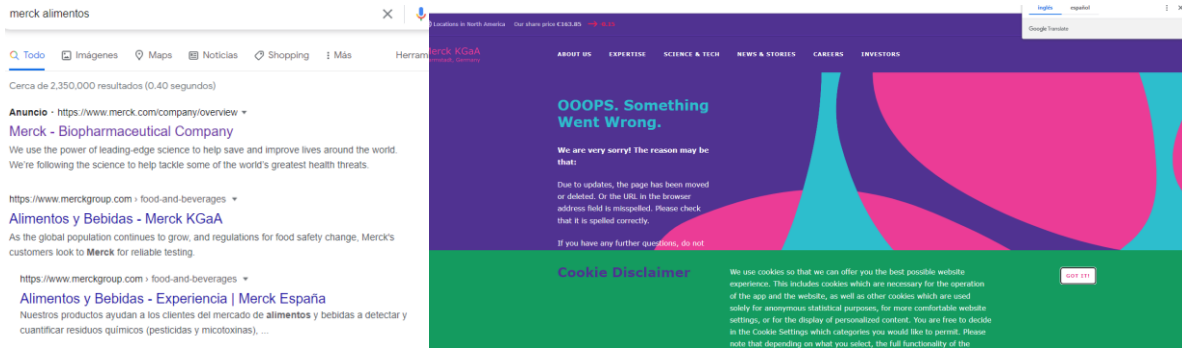 merck alimentos
Todo Imágenes Maps Noticias Shopping Más Herram
Cerca de 2,350,000 resultados (0.40 segundos)
Anuncio · https://www.merck.com/company/overview
Merck - Biopharmaceutical Company
We use the power of leading-edge science to help save and improve lives around the world.
We're following the science to help tackle some of the world's greatest health threats.
https://www.merckgroup.com › food-and-beverages
Alimentos y Bebidas - Merck KGaA
As the global population continues to grow, and regulations for food safety change, Merck's
customers look to Merck for reliable testing.
https://www.merckgroup.com › food-and-beverages
Alimentos y Bebidas - Experiencia | Merck España
Nuestros productos ayudan a los clientes del mercado de alimentos y bebidas a detectar y
cuantificar residuos químicos (pesticidas y micotoxinas), ...
Locations in North America Our share price €163.85
inglés español
Google Translate
Merck KGaA
Darmstadt, Germany
ABOUT US EXPERTISE SCIENCE & TECH NEWS & STORIES CAREERS INVESTORS
OOOPS. Something
Went Wrong.
We are very sorry! The reason may be
that:
Due to updates, the page has been moved
or deleted. Or the URL in the browser
address field is misspelled. Please check
that it is spelled correctly.
If you have any further questions, do not
Cookie Disclaimer
We use cookies so that we can offer you the best possible website
experience. This includes cookies which are necessary for the operation
of the app and the website, as well as other cookies which are used
solely for anonymous statistical purposes, for more comfortable website
settings, or for the display of personalized content. You are free to decide
in the Cookie Settings which categories you would like to permit. Please
note that depending on what you select, the full functionality of the
GOT IT!